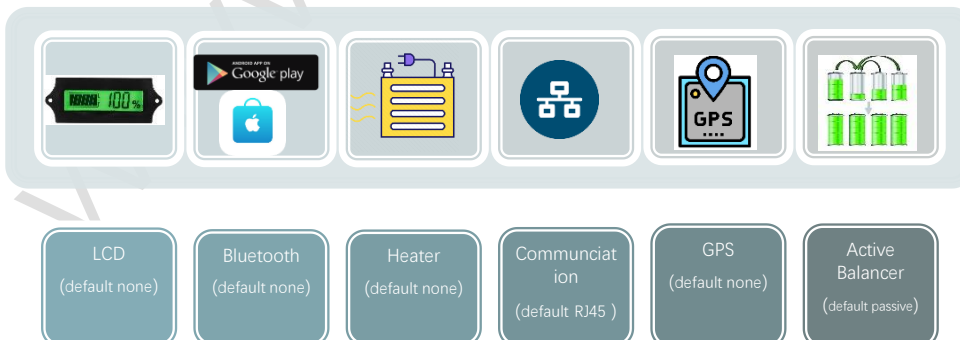 100%
ANDROID APP ON
Google play
GPS
LCD
(default none)
Bluetooth
(default none)
Heater
(default none)
Communciat
ion
(default RJ45 )
GPS
(default none)
Active
Balancer
(default passive)